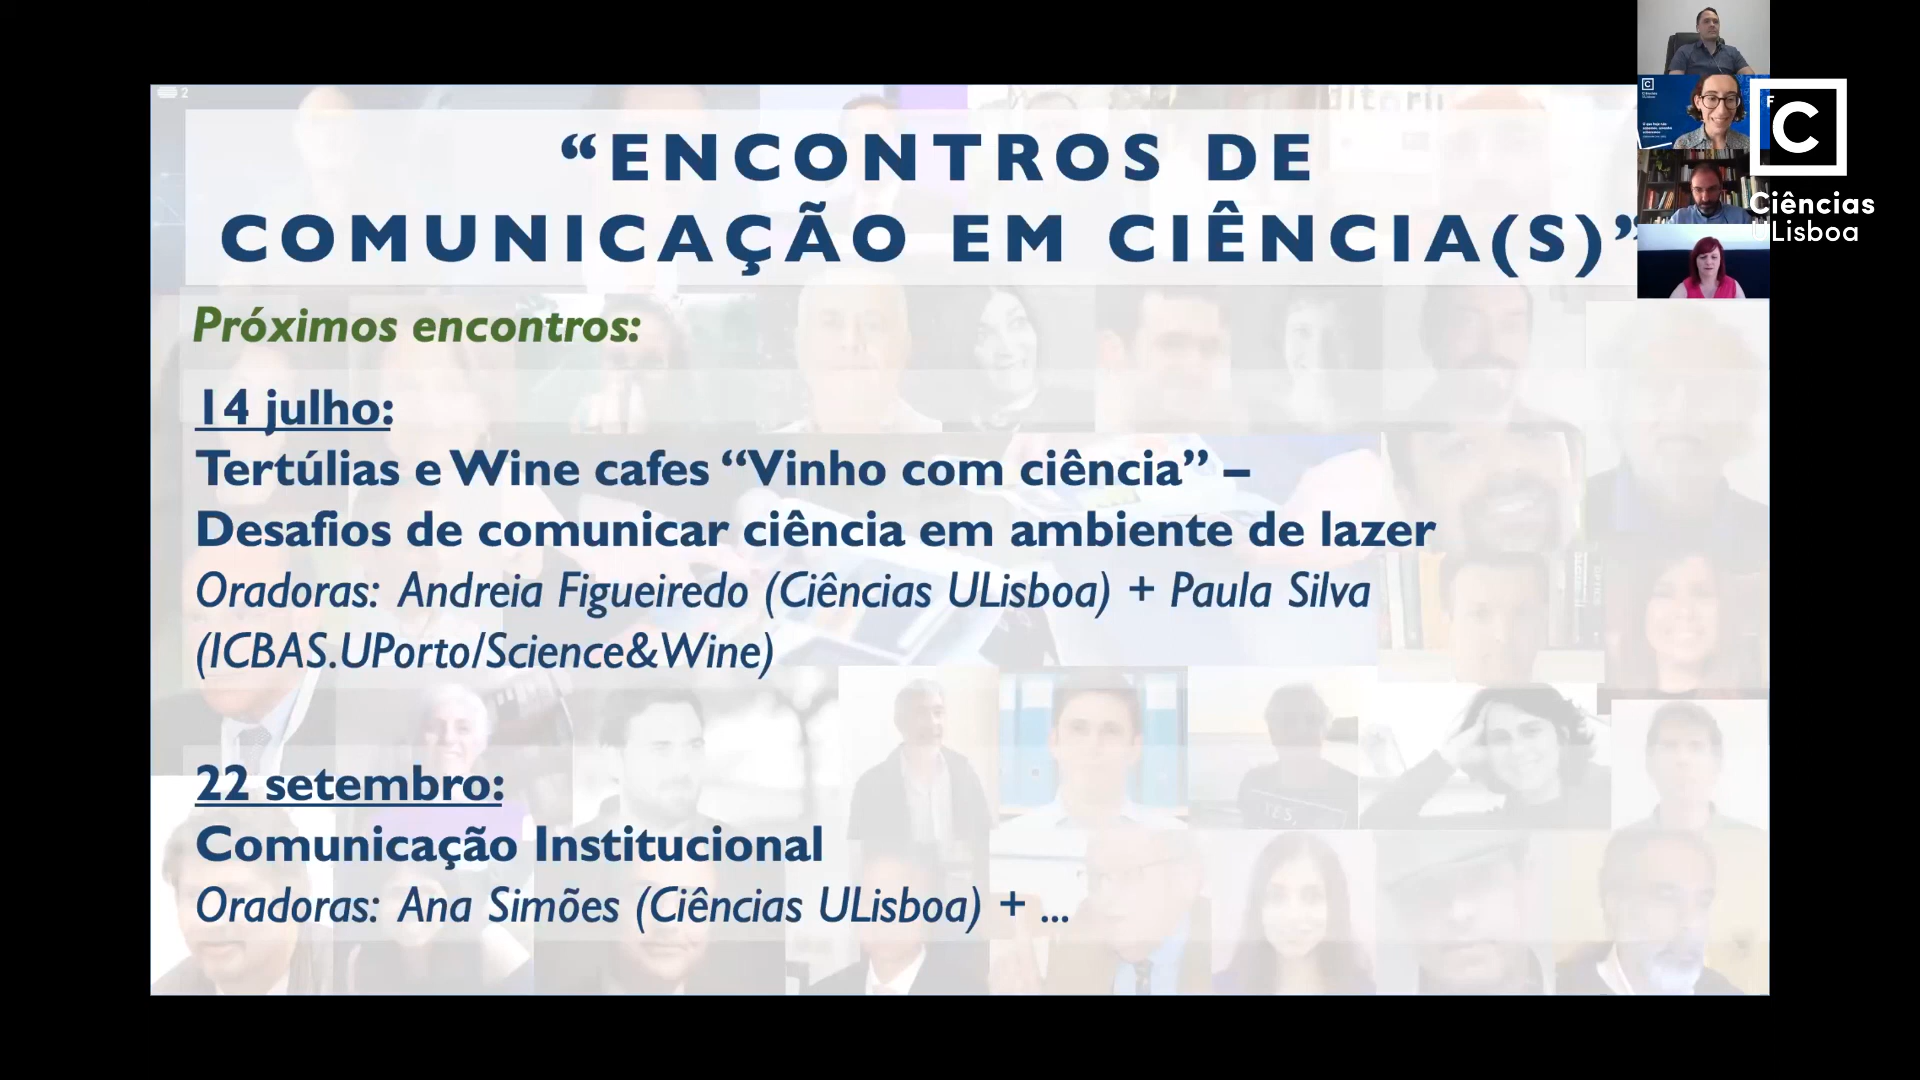 2
“ENCONTROS DE
COMUNICAÇÃO EM CIÊNCIA(S)”
Próximos encontros:
14 julho:
Tertúlias e Wine cafes “Vinho com ciência” –
Desafios de comunicar ciência em ambiente de lazer
Oradoras: Andreia Figueiredo (Ciências ULisboa) + Paula Silva
(ICBAS.UPorto/Science&Wine)
22 setembro:
Comunicação Institucional
Oradoras: Ana Simões (Ciências ULisboa) + ...
F
C
Ciências
ULisboa
YES,